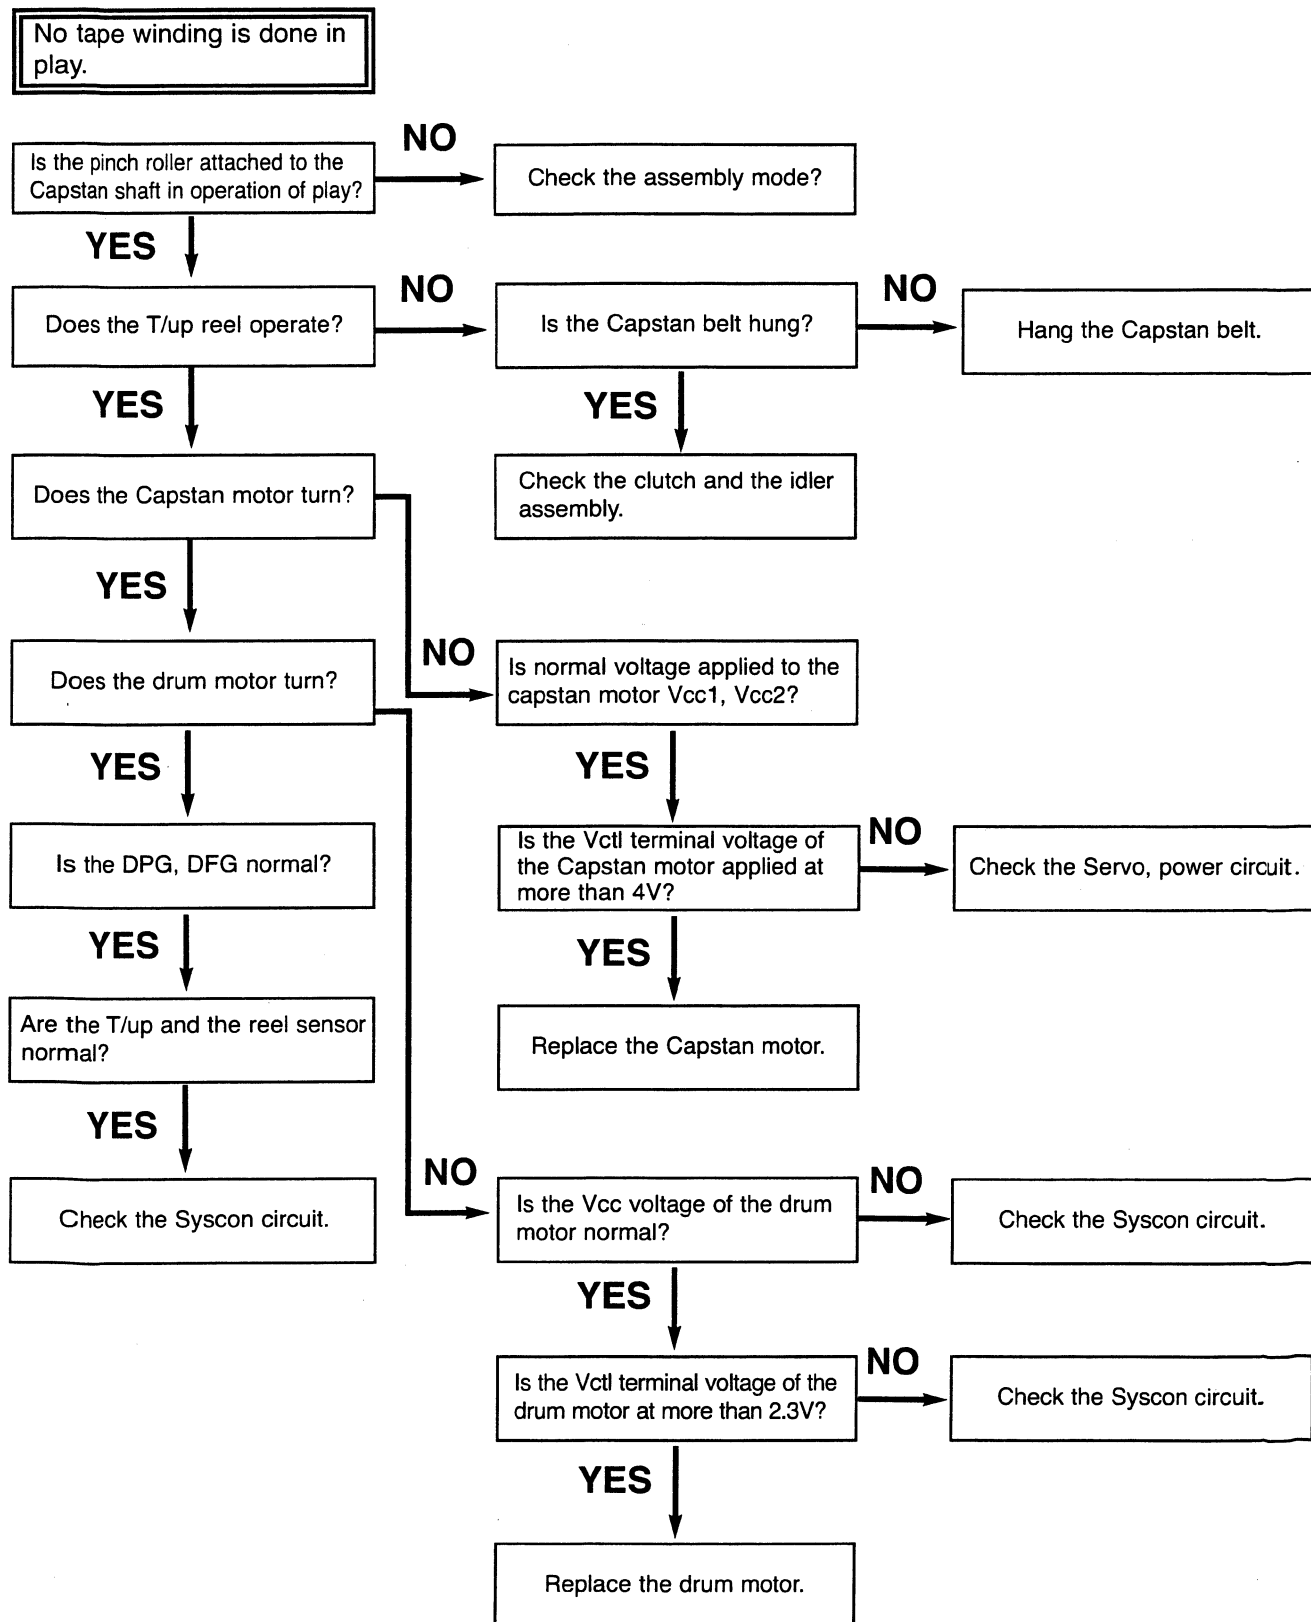 No tape winding is done in
play.
NO
Is the pinch roller attached to the
Capstan shaft in operation of play?
Check the assembly mode?
YES
NO
NO
Does the T/up reel operate?
Is the Capstan belt hung?
Hang the Capstan belt.
YES
YES
Does the Capstan motor turn?
Check the clutch and the idler
assembly.
YES
Does the drum motor turn?
NO
Is normal voltage applied to the
capstan motor Vcc1, Vcc2?
YES
YES
Is the DPG, DFG normal?
Is the Vctl terminal voltage of
the Capstan motor applied at
more than 4V?
NO
Check the Servo, power circuit.
YES
YES
Are the T/up and the reel sensor
normal?
Replace the Capstan motor.
YES
NO
NO
Check the Syscon circuit.
Is the Vcc voltage of the drum
motor normal?
Check the Syscon circuit.
YES
NO
Is the Vctl terminal voltage of the
drum motor at more than 2.3V?
Check the Syscon circuit.
YES
Replace the drum motor.